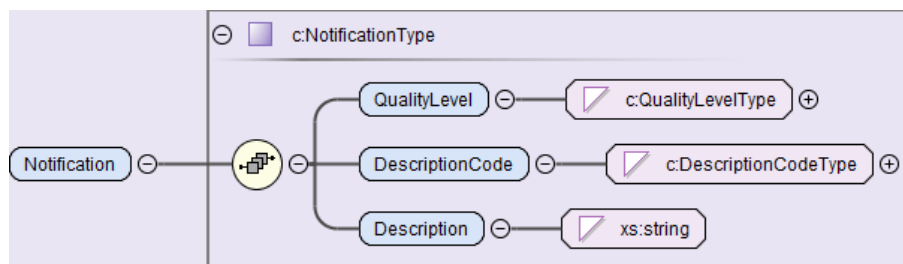 c:NotificationType
QualityLevel c:QualityLevelType
Notification DescriptionCode c:DescriptionCodeType
Description xs:string